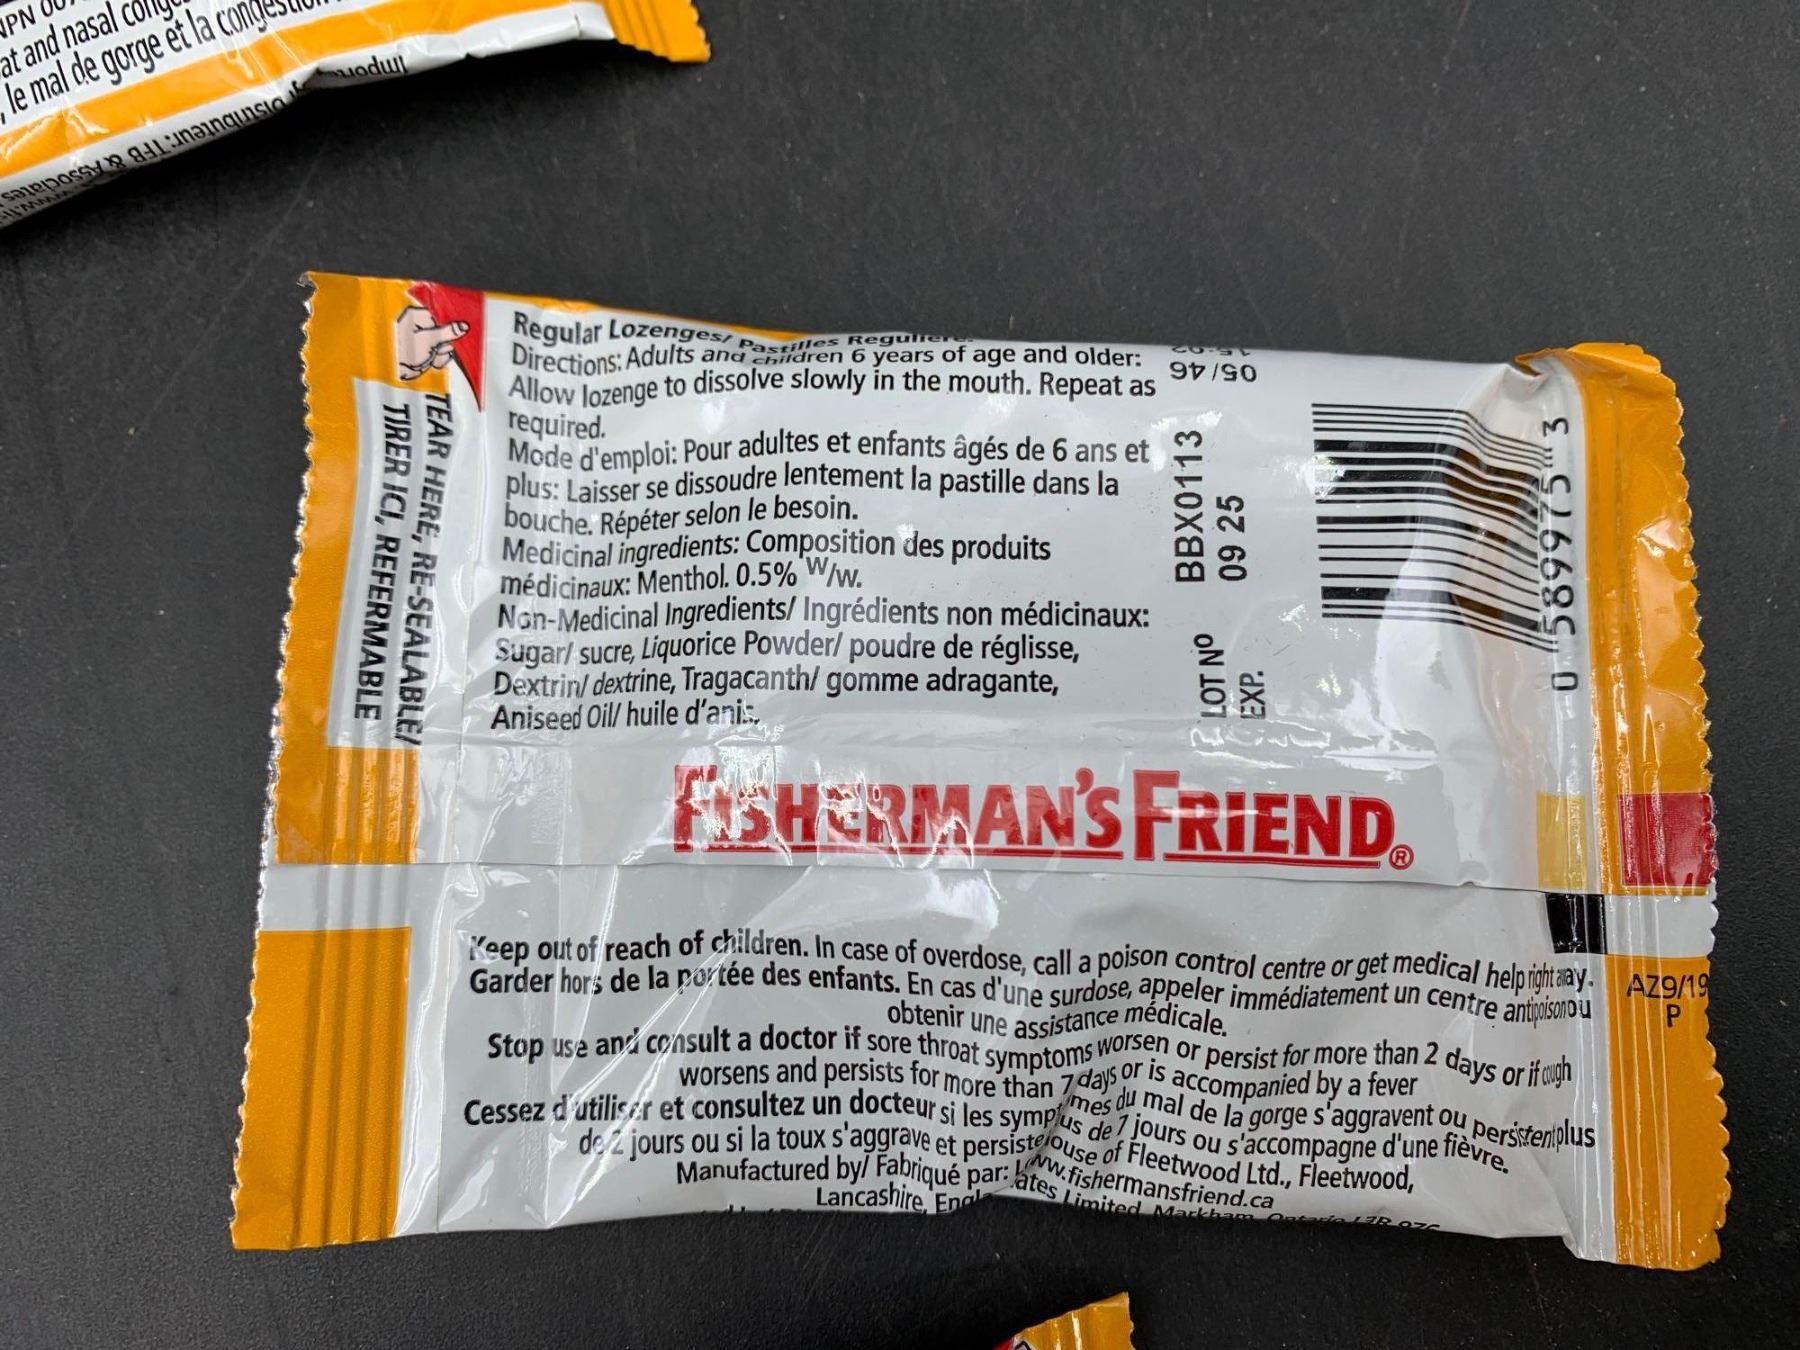 at and nasal
le mal de gorge et la congestion
Distributeur: TFB & Associates
TEAR HERE, RE-SEALABLE/
TIRER ICI, REFERMABLE
Regular Lozenges/ Pastilles
Directions: Adults and children 6 years of age and older:
Allow lozenge to dissolve slowly in the mouth. Repeat as
required.
Mode d'emploi: Pour adultes et enfants âgés de 6 ans et
plus: Laisser se dissoudre lentement la pastille dans la
bouche. Répéter selon le besoin.
Medicinal ingredients: Composition des produits
médicinaux: Menthol. 0.5% W/w.
Non-Medicinal Ingredients/ Ingrédients non médicinaux:
Sugar/ sucre, Liquorice Powder/ poudre de réglisse,
Dextrin/ dextrine, Tragacanth/ gomme adragante,
Aniseed Oil/ huile d'anis.
05/46
LOT Nº BBX0113
EXP. 09 25
0 58975 3
FISHERMAN'S FRIEND®
Keep out of reach of children. In case of overdose, call a poison control centre or get medical help right away.
Garder hors de la portée des enfants. En cas d'une surdose, appeler immédiatement un centre antipoison ou
obtenir une assistance médicale.
Stop use and consult a doctor if sore throat symptoms worsen or persist for more than 2 days or if cough
worsens and persists for more than 7 days or is accompanied by a fever
Cessez d'utiliser et consultez un docteur si les du mal de la gorge s'aggravent ou persistent plus
de 2 jours ou si la toux s'aggrave et persiste de 7 jours ou s'accompagne d'une fièvre.
Manufactured by/ Fabriqué par: of Fleetwood Ltd., Fleetwood,
Lancashire, www.fishermansfriend.ca
Limited, Markham, Ontario
AZ9/19
P